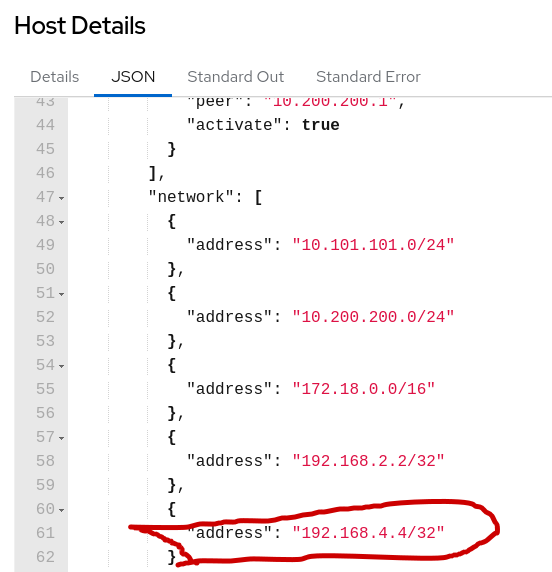 Host Details
Details JSON Standard Out Standard Error
43 "peer": "10.200.200.1",
44 "activate": true
45 }
46 ],
47 "network": [
48 {
49 "address": "10.101.101.0/24"
50 },
51 {
52 "address": "10.200.200.0/24"
53 },
54 {
55 "address": "172.18.0.0/16"
56 },
57 {
58 "address": "192.168.2.2/32"
59 },
60 {
61 "address": "192.168.4.4/32"
62 }